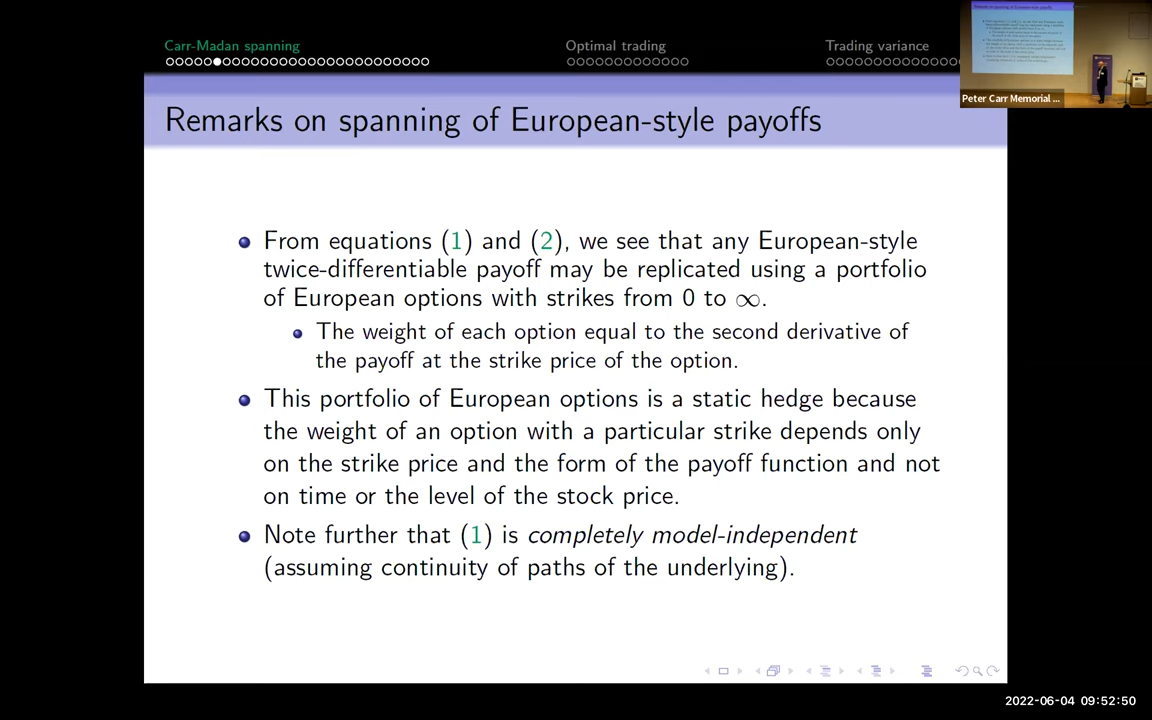 Carr-Madan spanning
Optimal trading
Trading variance
Peter Carr Memorial ...
Remarks on spanning of European-style payoffs
From equations (1) and (2), we see that any European-style
twice-differentiable payoff may be replicated using a portfolio
of European options with strikes from 0 to ∞.
The weight of each option equal to the second derivative of
the payoff at the strike price of the option.
This portfolio of European options is a static hedge because
the weight of an option with a particular strike depends only
on the strike price and the form of the payoff function and not
on time or the level of the stock price.
Note further that (1) is completely model-independent
(assuming continuity of paths of the underlying).
2022-06-04 09:52:50